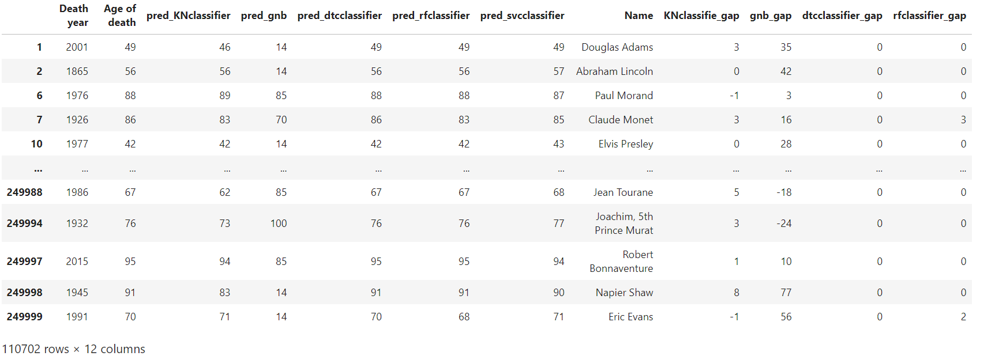 Death year Age of death pred_KNclassifier pred_gnb pred_dtcclassifier pred_rfclassifier pred_svcclassifier Name KNclassifie_gap gnb_gap dtcclassifier_gap rfclassifier_gap
1 2001 49 46 14 49 49 49 Douglas Adams 3 35 0 0
2 1865 56 56 14 56 56 57 Abraham Lincoln 0 42 0 0
6 1976 88 89 85 88 88 87 Paul Morand -1 3 0 0
7 1926 86 83 70 86 83 85 Claude Monet 3 16 0 3
10 1977 42 42 14 42 42 43 Elvis Presley 0 28 0 0
... ... ... ... ... ... ... ... ... ... ... ... ...
249988 1986 67 62 85 67 67 68 Jean Tourane 5 -18 0 0
249994 1932 76 73 100 76 76 77 Joachim, 5th Prince Murat 3 -24 0 0
249997 2015 95 94 85 95 95 94 Robert Bonnaventure 1 10 0 0
249998 1945 91 83 14 91 91 90 Napier Shaw 8 77 0 0
249999 1991 70 71 14 70 68 71 Eric Evans -1 56 0 2
110702 rows × 12 columns